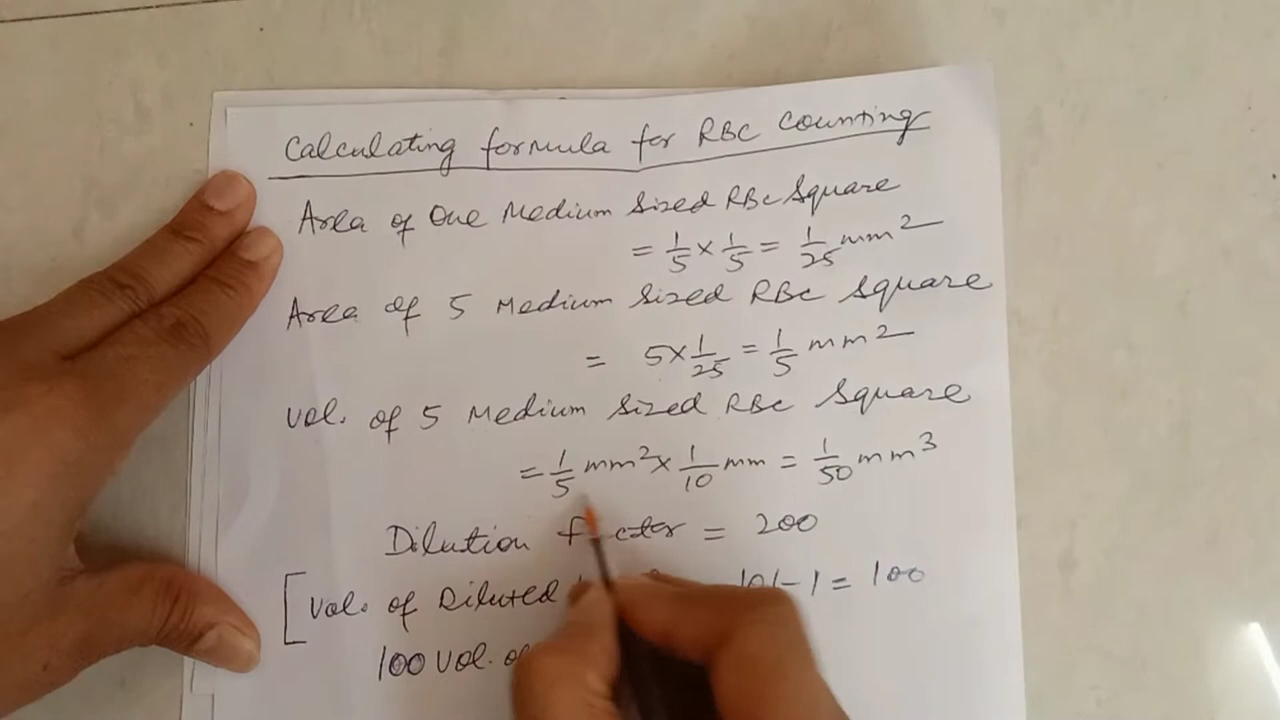 Calculating formula for RBC Counting
Area of One Medium Sized RBC Square
= 1/5 × 1/5 = 1/25 mm²
Area of 5 Medium Sized RBC Square
= 5 × 1/25 = 1/5 mm²
Vol. of 5 Medium Sized RBC Square
= 1/5 mm² × 1/10 mm = 1/50 mm³
Dilution factor = 200
[Vol. of Diluted 101 - 1 = 100
100 Vol. of